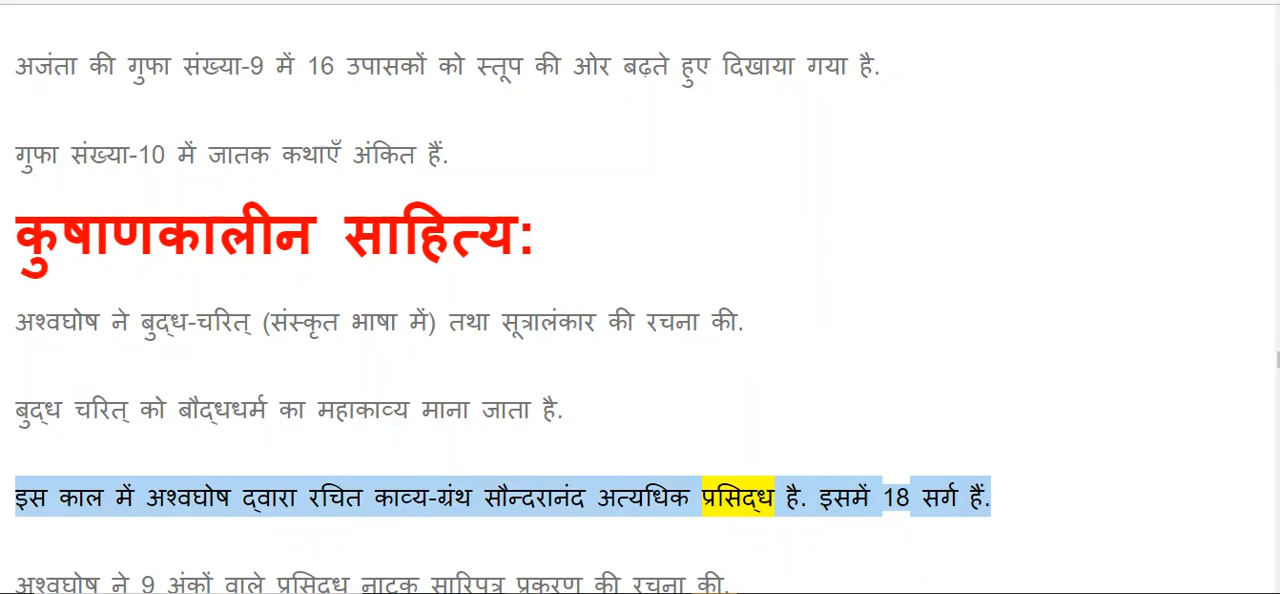 अजंता की गुफा संख्या-9 में 16 उपासकों को स्तूप की ओर बढ़ते हुए दिखाया गया है.
गुफा संख्या-10 में जातक कथाएँ अंकित हैं.
कुषाणकालीन साहित्य:
अश्वघोष ने बुद्ध-चरित् (संस्कृत भाषा में) तथा सूत्रालंकार की रचना की.
बुद्ध चरित् को बौद्धधर्म का महाकाव्य माना जाता है.
इस काल में अश्वघोष द्वारा रचित काव्य-ग्रंथ सौन्दरानंद अत्यधिक प्रसिद्ध है. इसमें 18 सर्ग हैं.
अश्वघोष ने 9 अंकों वाले प्रसिद्ध नाटक सारिपत्र प्रकरण की रचना की.